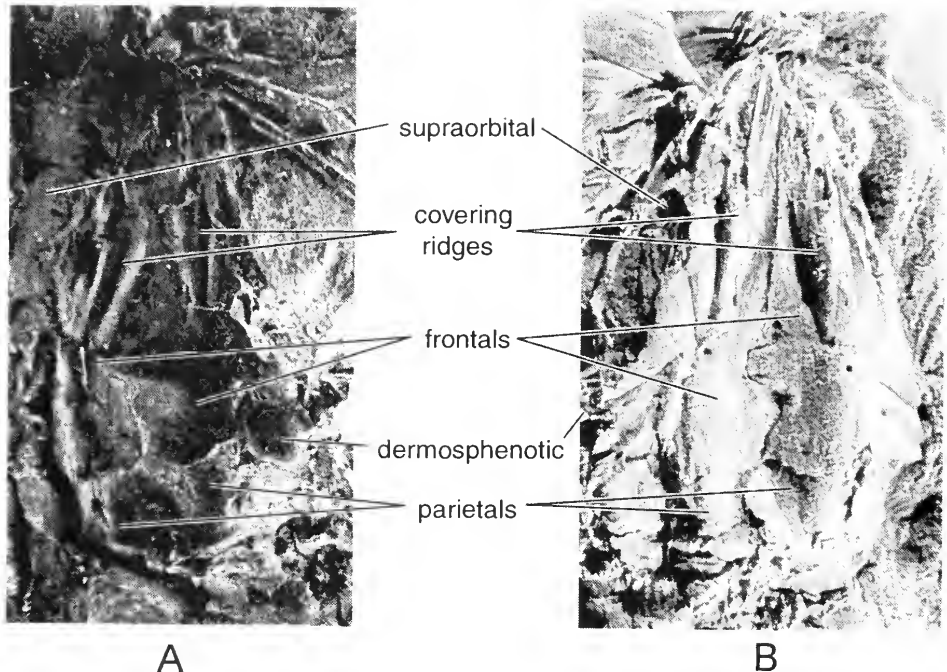 supraorbital
covering
ridges
frontals
dermosphenotic
parietals
A
B